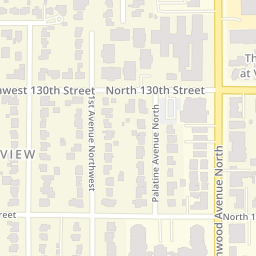 Th
at V
west 130th Street
North 130th Street
1st Avenue Northwest
Palatine Avenue North
VIEW
nwood Avenue North
reet
North 1